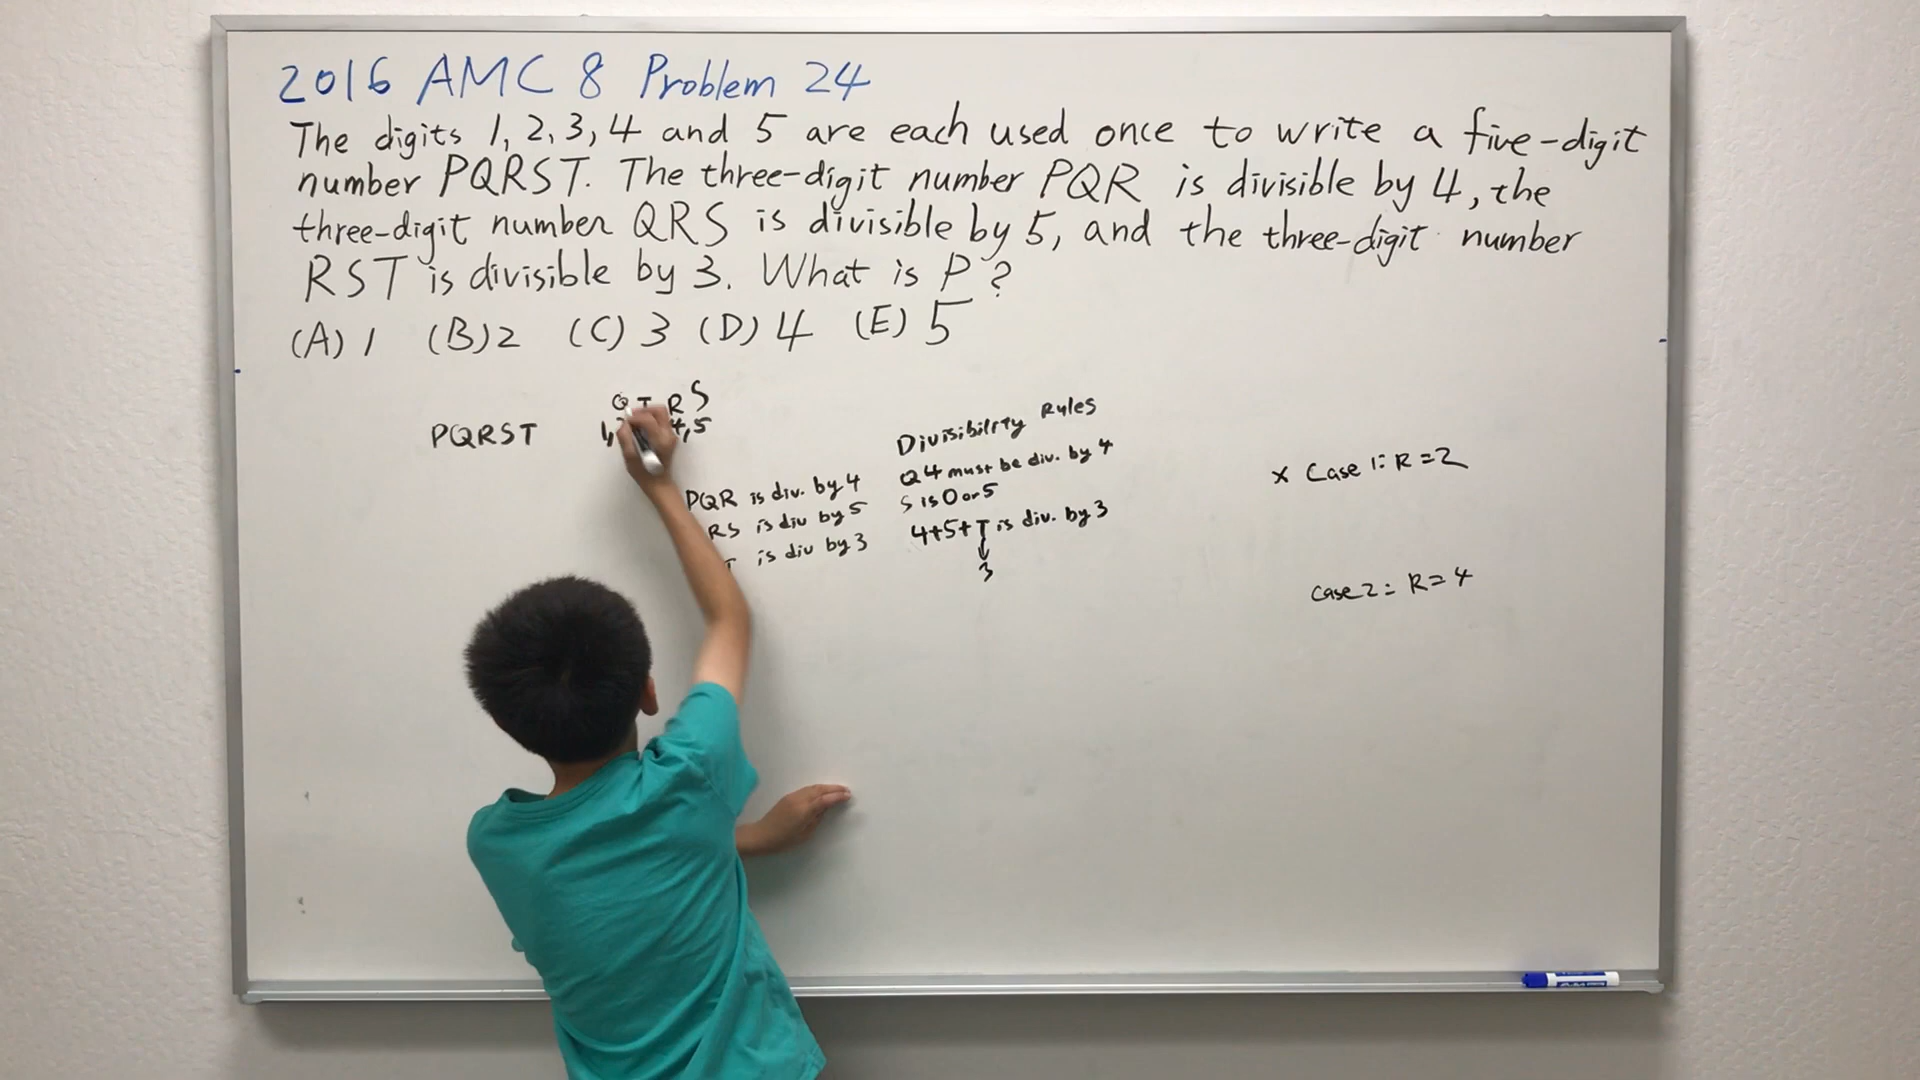 2016 AMC 8 Problem 24
The digits 1, 2, 3, 4 and 5 are each used once to write a five-digit
number PQRST. The three-digit number PQR is divisible by 4, the
three-digit number QRS is divisible by 5, and the three-digit number
RST is divisible by 3. What is P?
(A) 1 (B) 2 (C) 3 (D) 4 (E) 5
Q T R S
PQRST 1, 4,5
Divisibility Rules
PQR is div. by 4 Q4 must be div. by 4
RS is div by 5 S is 0 or 5
T is div by 3 4+5+T is div. by 3
↓
3
x Case 1: R=2
Case 2: R=4